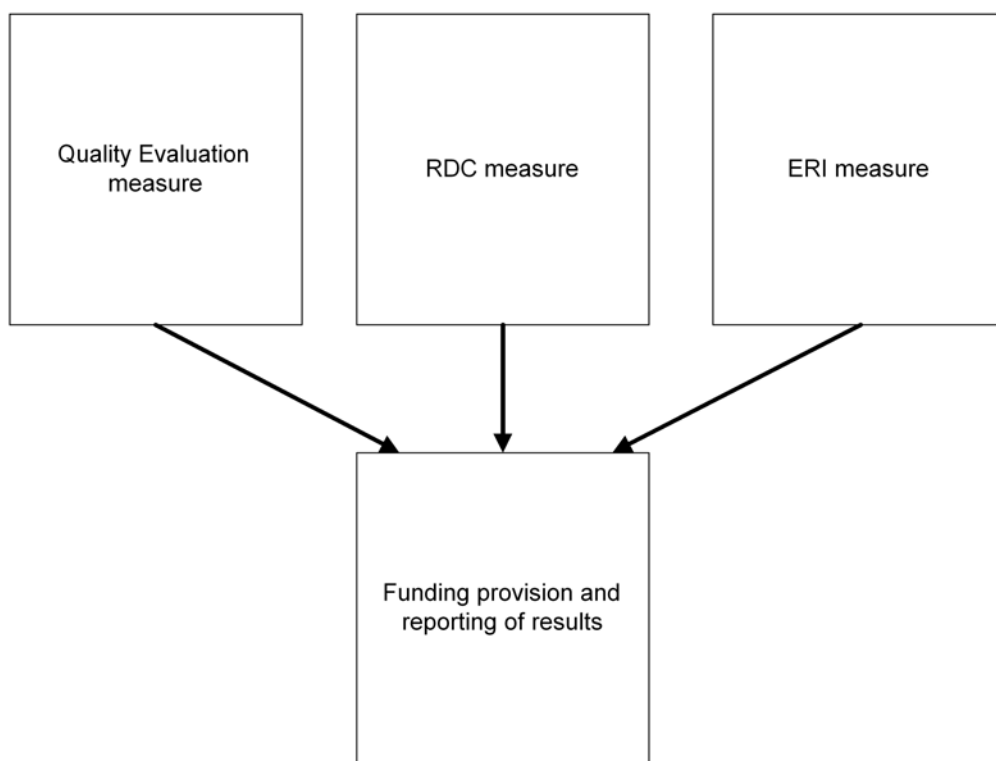 Quality Evaluation
measure
RDC measure
ERI measure
Funding provision and
reporting of results